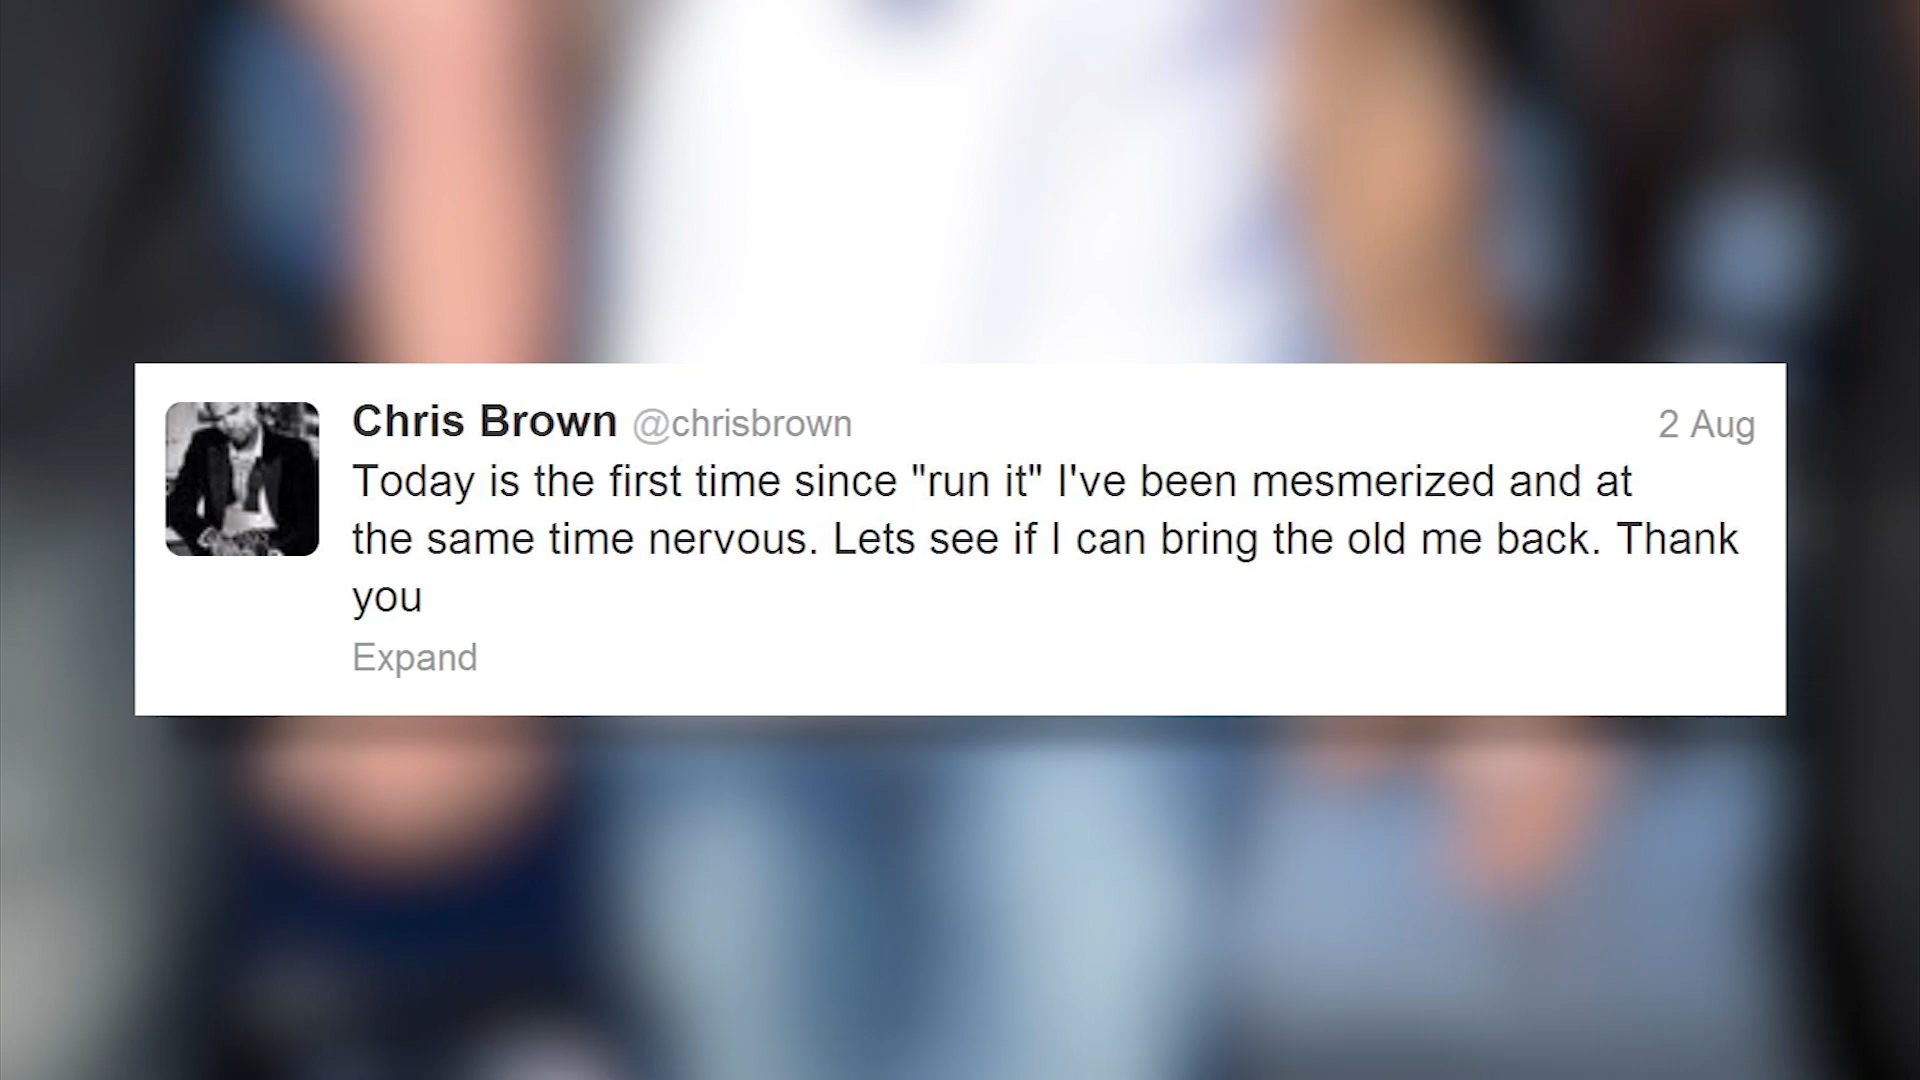 Chris Brown @chrisbrown 2 Aug
Today is the first time since "run it" I've been mesmerized and at
the same time nervous. Lets see if I can bring the old me back. Thank
you
Expand